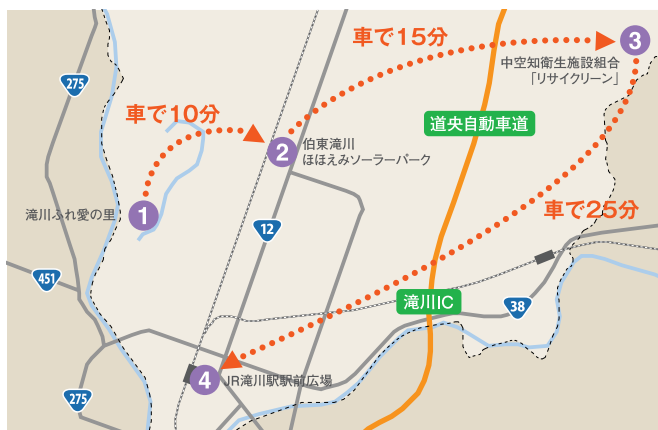 車で15分
3
中空知衛生施設組合
「リサイクリーン」
275
車で10分
道央自動車道
2
伯東滝川
ほほえみソーラーパーク
滝川ふれ愛の里
1
車で25分
12
451
滝川IC
38
4
JR滝川駅駅前広場
275